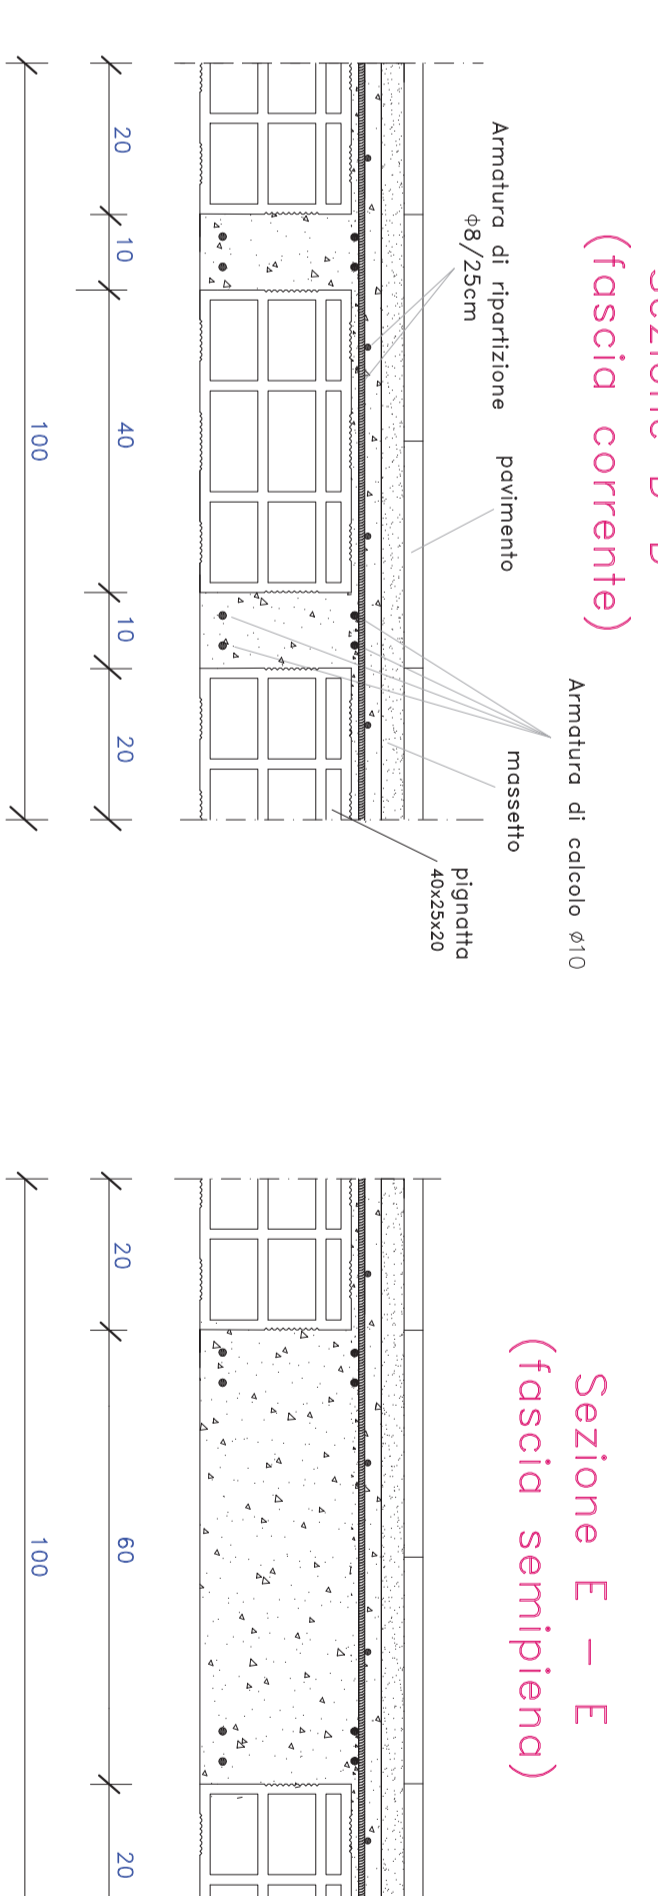 (fascia corrente)
Armatura di ripartizione
ϕ8/25cm
pavimento
Armatura di calcolo Ø10
massetto
pignatta
40x25x20
20
10
40
10
20
100
Sezione E – E
(fascia semipiena)
20
60
20
100